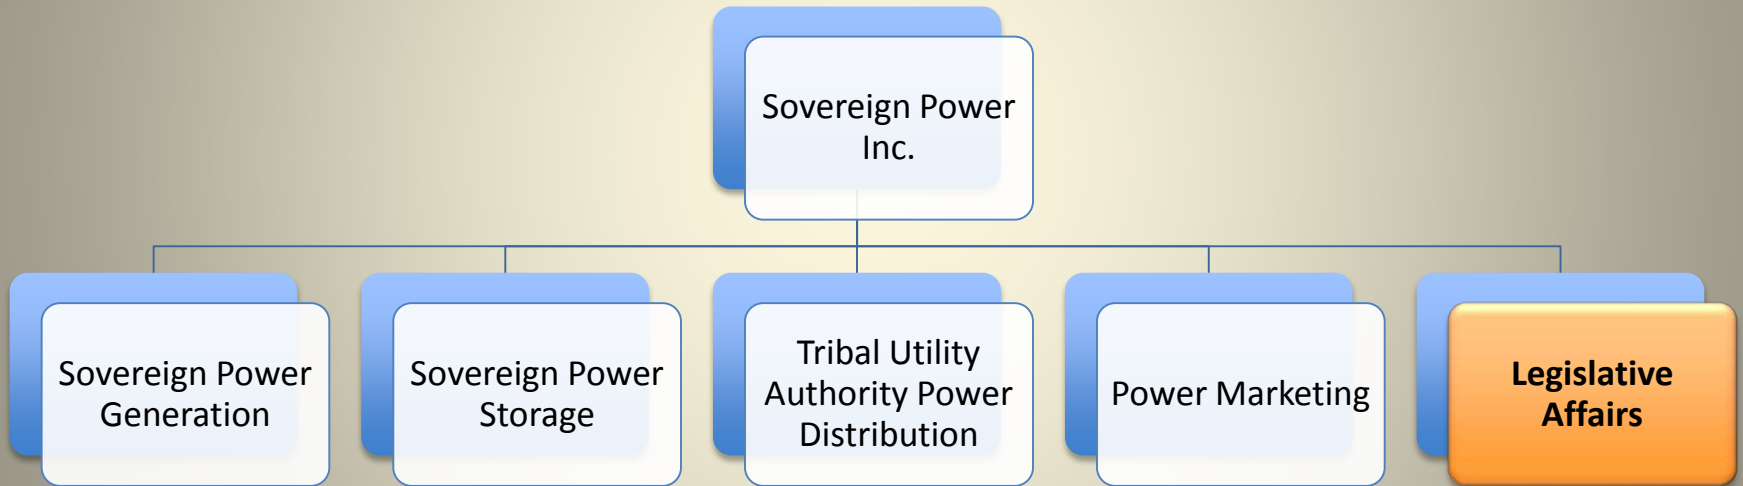 Sovereign Power
Inc.
Sovereign Power
Generation
Sovereign Power
Storage
Tribal Utility
Authority Power
Distribution
Power Marketing
Legislative
Affairs